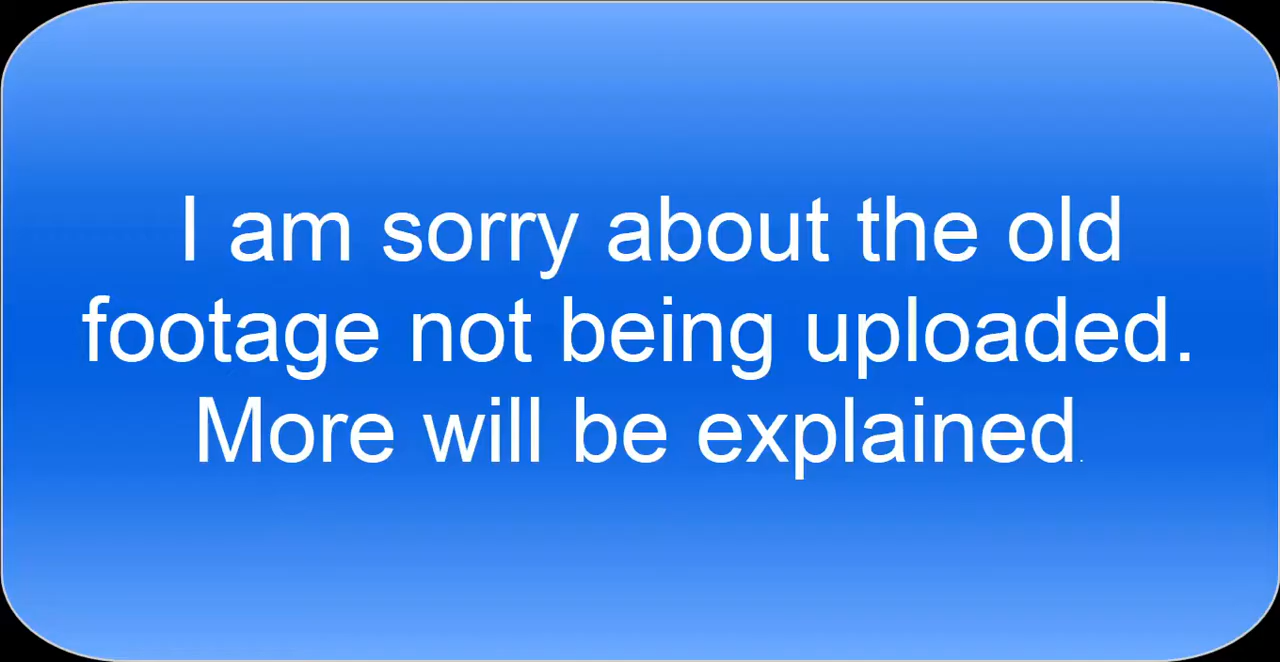 I am sorry about the old
footage not being uploaded.
More will be explained.